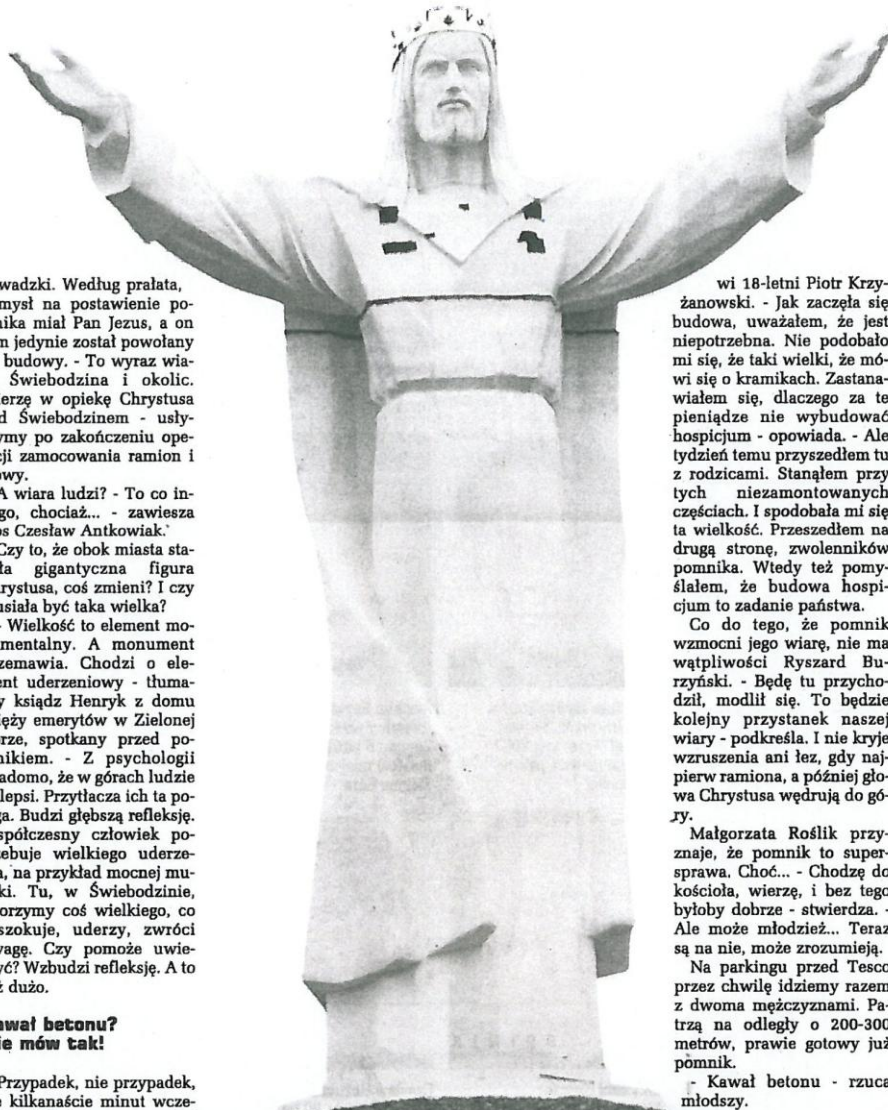 wadzki. Według prałata,
mysł na postawienie po-
nika miał Pan Jezus, a on
m jedynie został powołany
budowy. - To wyraz wia-
Świebodzina i okolic.
erzę w opiekę Chrystusa
d Świebodzinem - usły-
ymy po zakończeniu ope-
cji zamocowania ramion i
owy.
A wiara ludzi? - To co in-
go, chociaż... - zawiesza
os Czesław Antkowiak.
Czy to, że obok miasta sta-
ła gigantyczna figura
rystusa, coś zmieni? I czy
usiała być taka wielka?
- Wielkość to element mo-
mentalny. A monument
zemawia. Chodzi o ele-
ent uderzeniowy - tłuma-
y ksiądz Henryk z domu
ięży emerytów w Zielonej
rze, spotkany przed po-
nikiem. - Z psychologii
adomo, że w górach ludzie
lepsi. Przytłacza ich ta po-
ga. Budzi głębszą refleksję.
spółczesny człowiek po-
zebuje wielkiego uderze-
a, na przykład mocnej mu-
ki. Tu, w Świebodzinie,
orzymy coś wielkiego, co
szokuje, uderzy, zwróci
wagę. Czy pomoże uwie-
yć? Wzbudzi refleksję. A to
ż dużo.
awał betonu?
ie mów tak!
Przypadek, nie przypadek,
e kilkanaście minut wcze-
wi 18-letni Piotr Krzy-
żanowski. - Jak zaczęła się
budowa, uważałem, że jest
niepotrzebna. Nie podobało
mi się, że taki wielki, że mó-
wi się o kramikach. Zastana-
wiałem się, dlaczego za te
pieniądze nie wybudować
hospicjum - opowiada. - Ale
tydzień temu przyszedłem tu
z rodzicami. Stanąłem przy
tych niezamontowanych
częściach. I spodobała mi się
ta wielkość. Przeszedłem na
drugą stronę, zwolenników
pomnika. Wtedy też pomy-
ślałem, że budowa hospi-
cjum to zadanie państwa.
Co do tego, że pomnik
wzmocni jego wiarę, nie ma
wątpliwości Ryszard Bu-
rzyński. - Będę tu przycho-
dził, modlił się. To będzie
kolejny przystanek naszej
wiary - podkreśla. I nie kryje
wzruszenia ani łez, gdy naj-
pierw ramiona, a później gło-
wa Chrystusa wędrują do gó-
ry.
Małgorzata Roślik przy-
znaje, że pomnik to super-
sprawa. Choć... - Chodzę do
kościoła, wierzę, i bez tego
byłoby dobrze - stwierdza. -
Ale może młodzież... Teraz
są na nie, może zrozumieją.
Na parkingu przed Tesco
przez chwilę idziemy razem
z dwoma mężczyznami. Pa-
trzą na odległy o 200-300
metrów, prawie gotowy już
pomnik.
- Kawał betonu - rzuca
młodszy.